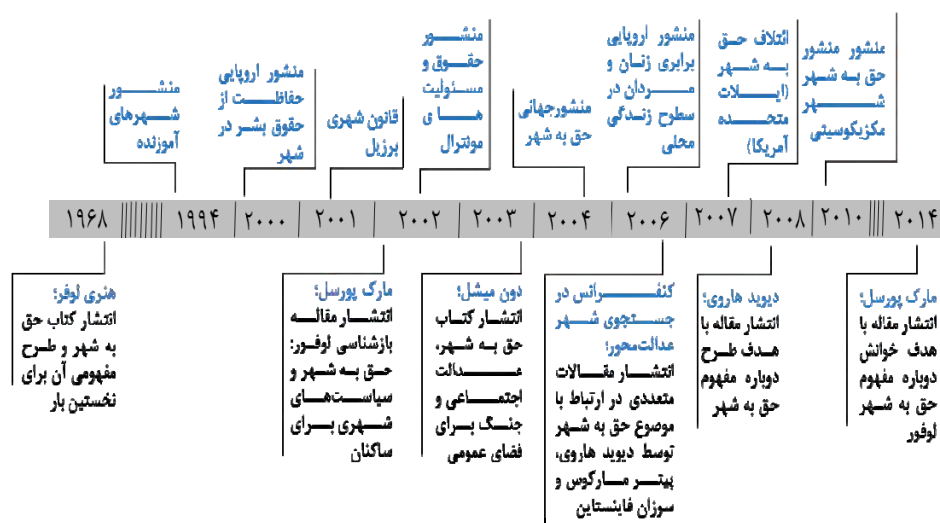 منشور شهرهای آموزنده
منشور
شهرهای
آموزنده
منشور اروپایی
حفاظت از
حقوق بشر در
شهر
قانون شهری
برزیل
منشور
حقوق و
مسئولیت
های
مونترال
منشورجهانی
حق به شهر
منشور اروپایی
برابری زنان و
مردان در
سطوح زندگی
محلی
ائتلاف حق
به شهر
(ایالات
متحده
آمریکا)
منشور منشور
حق به شهر
شهر
مکزیکوسیتی
۱۹۶۸ ۱۹۹۴ ۲۰۰۰ ۲۰۰۱ ۲۰۰۲ ۲۰۰۳ ۲۰۰۴ ۲۰۰۶ ۲۰۰۷ ۲۰۰۸ ۲۰۱۰ ۲۰۱۴
هنری لوفر؛
انتشار کتاب حق
به شهر و طرح
مفهومی آن برای
نخستین بار
مارک پورسل؛
انتشار مقاله
بازشناسی لوفور:
حق به شهر و
سیاست‌های
شهری برای
ساکنان
دون میشل؛
انتشار کتاب
حق به شهر،
عدالت
اجتماعی و
جنگ برای
فضای عمومی
کنفرانس در
جستجوی شهر
عدالت‌محور؛
انتشار مقالات
متعددی در ارتباط با
موضوع حق به شهر
توسط دیوید هاروی،
پیتر مارکوس و
سوزان فاینستاین
دیوید هاروی؛
انتشار مقاله با
هدف طرح
دوباره مفهوم
حق به شهر
مارک پورسل؛
انتشار مقاله با
هدف خوانش
دوباره مفهوم
حق به شهر
لوفور